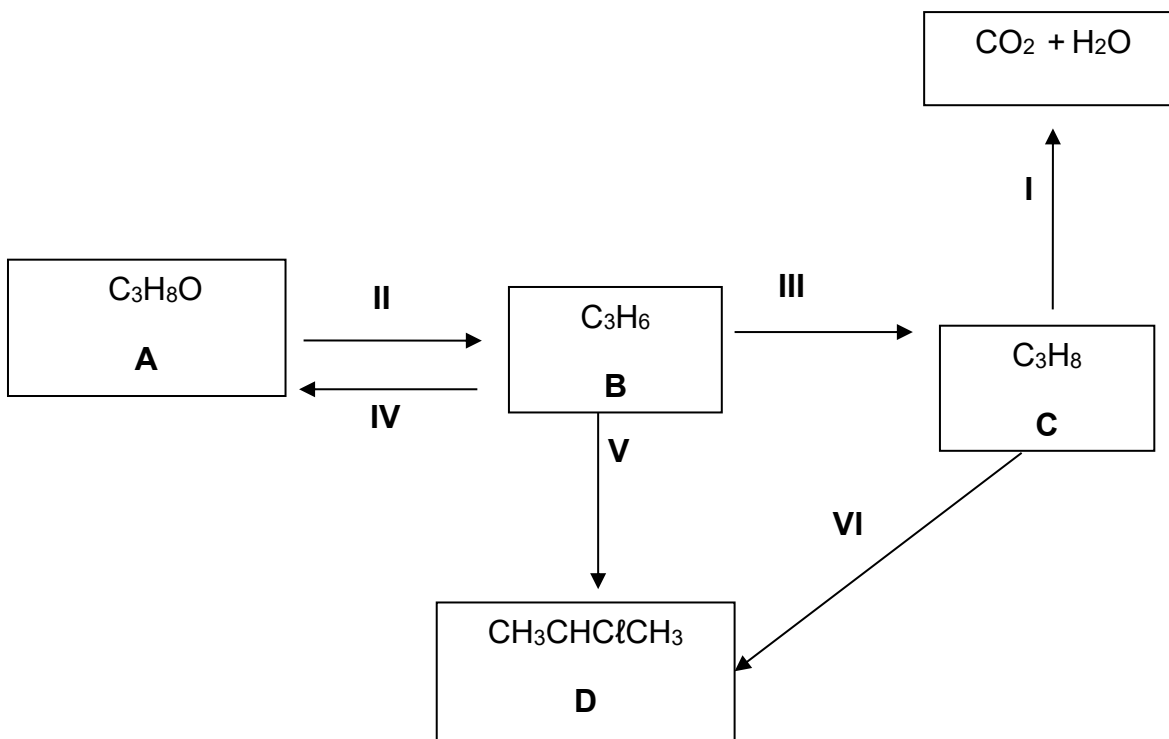 CO₂ + H₂O
I
C₃H₈O
A
II
IV
C₃H₆
B
III
C₃H₈
C
V
VI
CH₃CHCℓCH₃
D